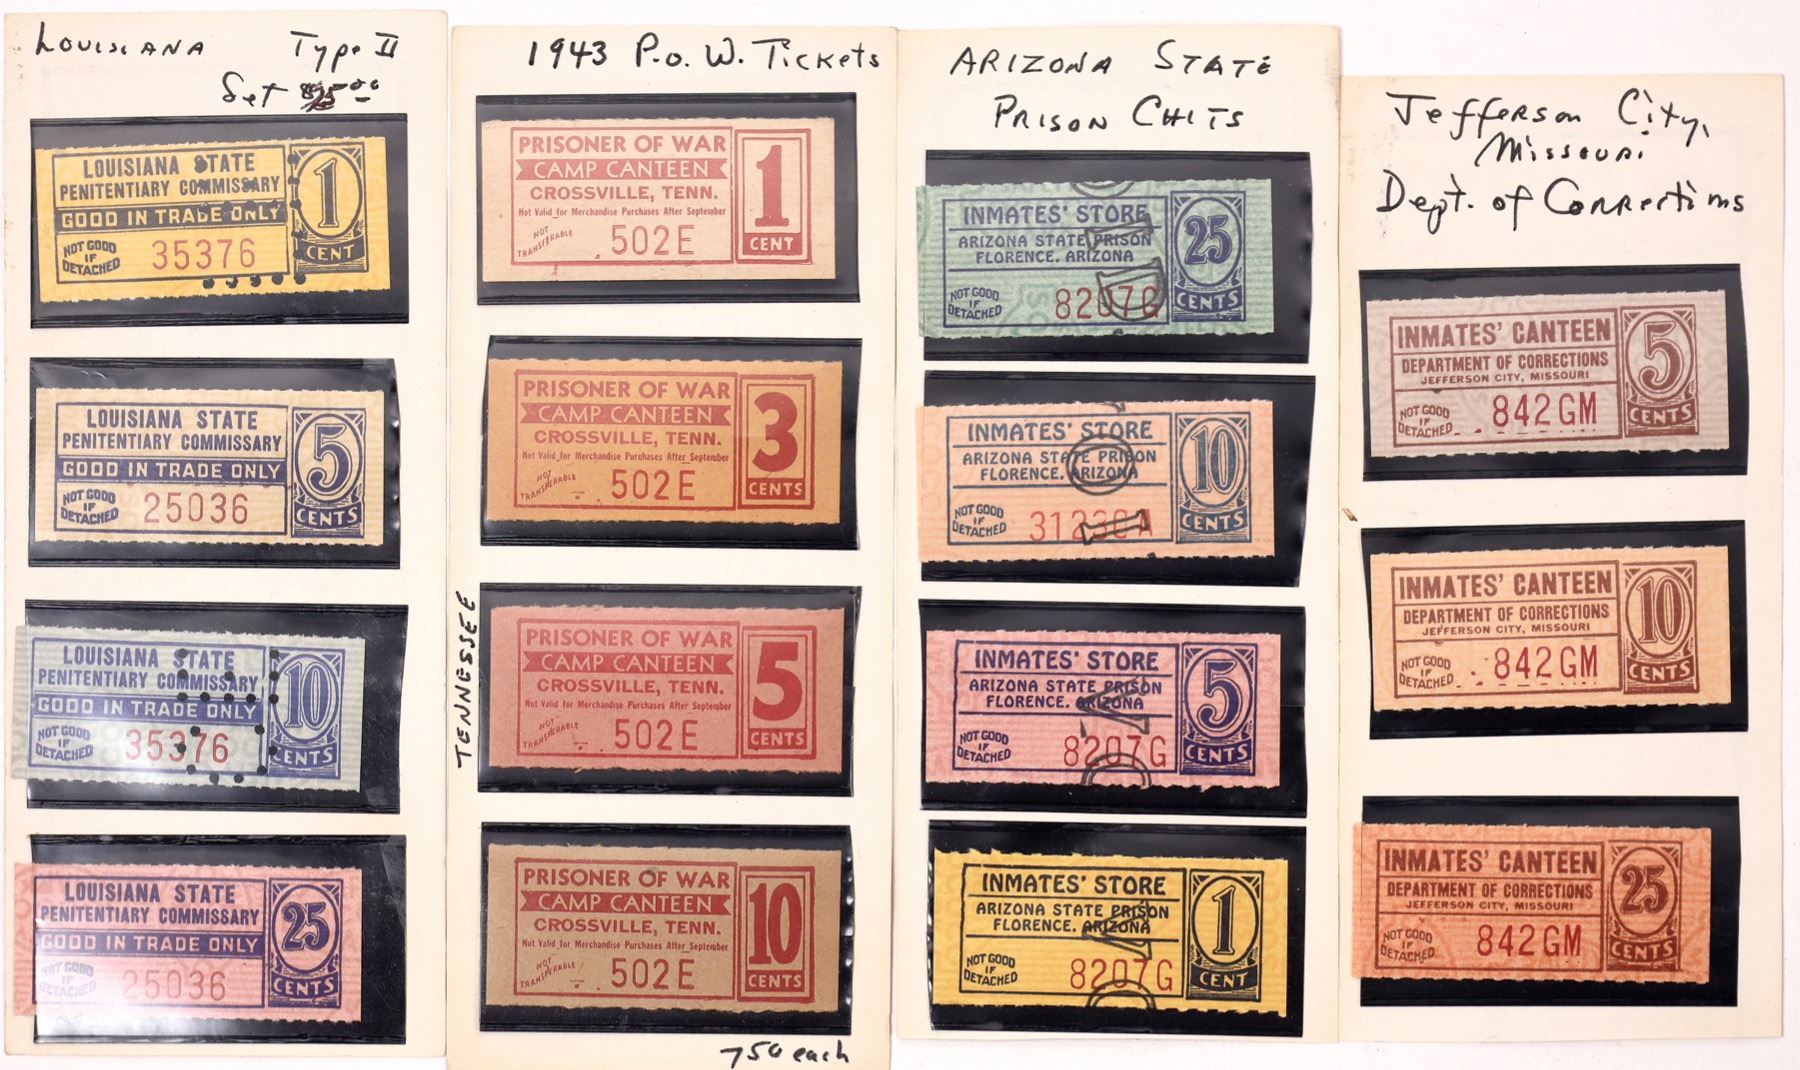 LOUISIANA Type II
Set
LOUISIANA STATE
PENITENTIARY COMMISSARY
GOOD IN TRADE ONLY
NOT GOOD
IF
DETACHED
35376
1
CENT
LOUISIANA STATE
PENITENTIARY COMMISSARY
GOOD IN TRADE ONLY
NOT GOOD
IF
DETACHED
25036
5
CENTS
LOUISIANA STATE
PENITENTIARY COMMISSARY
GOOD IN TRADE ONLY
NOT GOOD
IF
DETACHED
35376
10
CENTS
LOUISIANA STATE
PENITENTIARY COMMISSARY
GOOD IN TRADE ONLY
NOT GOOD
IF
DETACHED
25036
25
CENTS
1943 P.O.W. Tickets
PRISONER OF WAR
CAMP CANTEEN
CROSSVILLE, TENN.
Not Valid for Merchandise Purchases After September
NOT
TRANSFERABLE
502E
1
CENT
PRISONER OF WAR
CAMP CANTEEN
CROSSVILLE, TENN.
Not Valid for Merchandise Purchases After September
NOT
TRANSFERABLE
502E
3
CENTS
TENNESSEE
PRISONER OF WAR
CAMP CANTEEN
CROSSVILLE, TENN.
Not Valid for Merchandise Purchases After September
NOT
TRANSFERABLE
502E
5
CENTS
PRISONER OF WAR
CAMP CANTEEN
CROSSVILLE, TENN.
Not Valid for Merchandise Purchases After September
NOT
TRANSFERABLE
502E
10
CENTS
each
ARIZONA STATE
PRISON CHITS
INMATES' STORE
ARIZONA STATE PRISON
FLORENCE, ARIZONA
NOT GOOD
IF
DETACHED
8207G
25
CENTS
INMATES' STORE
ARIZONA STATE PRISON
FLORENCE, ARIZONA
NOT GOOD
IF
DETACHED
10
CENTS
INMATES' STORE
ARIZONA STATE PRISON
FLORENCE, ARIZONA
NOT GOOD
IF
DETACHED
8207G
5
CENTS
INMATES' STORE
ARIZONA STATE PRISON
FLORENCE, ARIZONA
NOT GOOD
IF
DETACHED
8207G
1
CENT
Jefferson City,
Missouri
Dept. of Corrections
INMATES' CANTEEN
DEPARTMENT OF CORRECTIONS
JEFFERSON CITY, MISSOURI
NOT GOOD
IF
DETACHED
842GM
5
CENTS
INMATES' CANTEEN
DEPARTMENT OF CORRECTIONS
JEFFERSON CITY, MISSOURI
NOT GOOD
IF
DETACHED
842GM
10
CENTS
INMATES' CANTEEN
DEPARTMENT OF CORRECTIONS
JEFFERSON CITY, MISSOURI
NOT GOOD
IF
DETACHED
842GM
25
CENTS